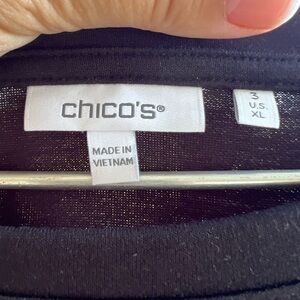 chico's®
3
U.S.
XL
MADE IN
VIETNAM